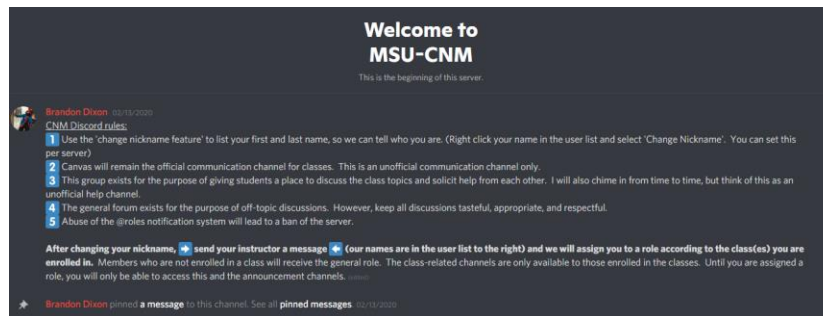 Welcome to
MSU-CNM
This is the beginning of this server.
Brandon Dixon 02/13/2020
CNM Discord rules:
1 Use the 'change nickname feature' to list your first and last name, so we can tell who you are. (Right click your name in the user list and select 'Change Nickname'. You can set this
per server)
2 Canvas will remain the official communication channel for classes. This is an unofficial communication channel only.
3 This group exists for the purpose of giving students a place to discuss the class topics and solicit help from each other. I will also chime in from time to time, but think of this as an
unofficial help channel.
4 The general forum exists for the purpose of off-topic discussions. However, keep all discussions tasteful, appropriate, and respectful.
5 Abuse of the @roles notification system will lead to a ban of the server.
After changing your nickname, ➡ send your instructor a message ⬅ (our names are in the user list to the right) and we will assign you to a role according to the class(es) you are
enrolled in. Members who are not enrolled in a class will receive the general role. The class-related channels are only available to those enrolled in the classes. Until you are assigned a
role, you will only be able to access this and the announcement channels. (edited)
Brandon Dixon pinned a message to this channel. See all pinned messages. 02/13/2020